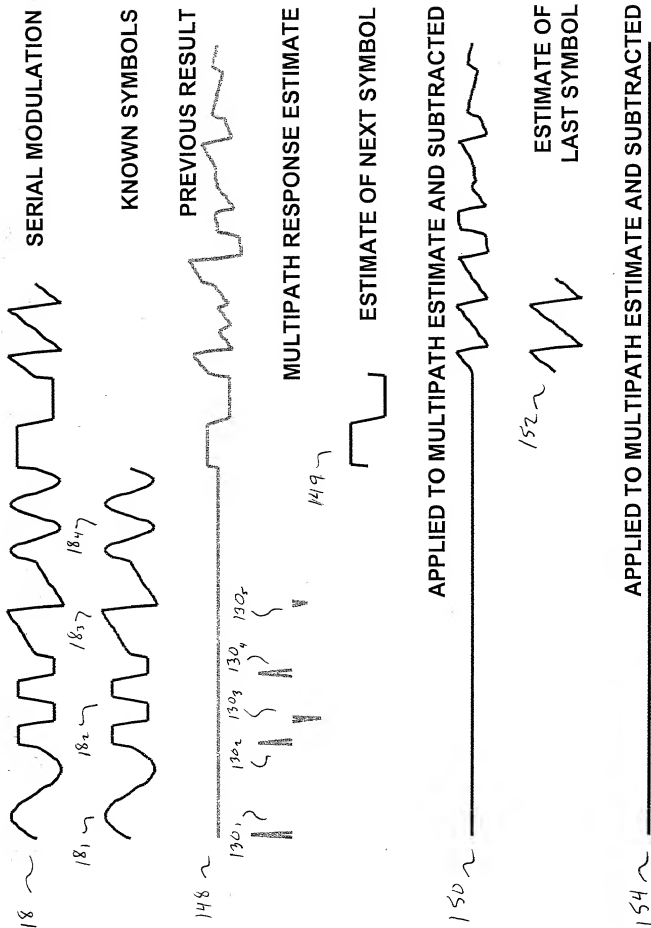 18
SERIAL MODULATION
18₁
18₂
18₃
18₄
KNOWN SYMBOLS
148
PREVIOUS RESULT
130₁
130₂
130₃
130₄
130₅
MULTIPATH RESPONSE ESTIMATE
149
ESTIMATE OF NEXT SYMBOL
APPLIED TO MULTIPATH ESTIMATE AND SUBTRACTED
150
152
ESTIMATE OF
LAST SYMBOL
APPLIED TO MULTIPATH ESTIMATE AND SUBTRACTED
154